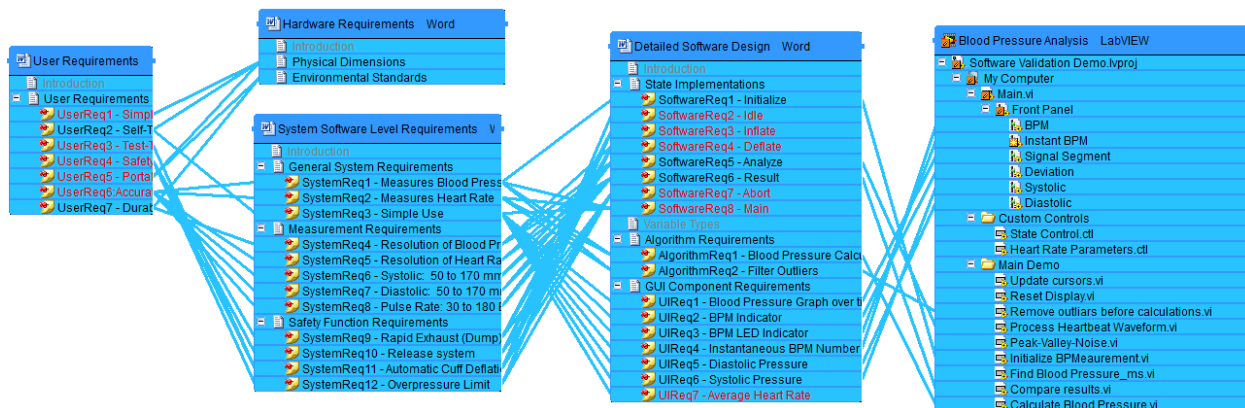 User Requirements
Introduction
User Requirements
UserReq1 - Simpl
UserReq2 - Self-T
UserReq3 - Test-T
UserReq4 - Safety
UserReq5 - Porta
UserReq6:Accura
UserReq7 - Durat
Hardware Requirements Word
Introduction
Physical Dimensions
Environmental Standards
System Software Level Requirements W
Introduction
General System Requirements
SystemReq1 - Measures Blood Press
SystemReq2 - Measures Heart Rate
SystemReq3 - Simple Use
Measurement Requirements
SystemReq4 - Resolution of Blood Pr
SystemReq5 - Resolution of Heart Ra
SystemReq6 - Systolic: 50 to 170 mm
SystemReq7 - Diastolic: 50 to 170 m
SystemReq8 - Pulse Rate: 30 to 180 B
Safety Function Requirements
SystemReq9 - Rapid Exhaust (Dump)
SystemReq10 - Release system
SystemReq11 - Automatic Cuff Deflati
SystemReq12 - Overpressure Limit
Detailed Software Design Word
Introduction
State Implementations
SoftwareReq1 - Initialize
SoftwareReq2 - Idle
SoftwareReq3 - Inflate
SoftwareReq4 - Deflate
SoftwareReq5 - Analyze
SoftwareReq6 - Result
SoftwareReq7 - Abort
SoftwareReq8 - Main
Variable Types
Algorithm Requirements
AlgorithmReq1 - Blood Pressure Calcu
AlgorithmReq2 - Filter Outliers
GUI Component Requirements
UIReq1 - Blood Pressure Graph over ti
UIReq2 - BPM Indicator
UIReq3 - BPM LED Indicator
UIReq4 - Instantaneous BPM Number
UIReq5 - Diastolic Pressure
UIReq6 - Systolic Pressure
UIReq7 - Average Heart Rate
Blood Pressure Analysis LabVIEW
Software Validation Demo.lvproj
My Computer
Main.vi
Front Panel
BPM
Instant BPM
Signal Segment
Deviation
Systolic
Diastolic
Custom Controls
State Control.ctl
Heart Rate Parameters.ctl
Main Demo
Update cursors.vi
Reset Display.vi
Remove outliars before calculations.vi
Process Heartbeat Waveform.vi
Peak-Valley-Noise.vi
Initialize BPMeaurement.vi
Find Blood Pressure_ms.vi
Compare results.vi
Calculate Blood Pressure.vi